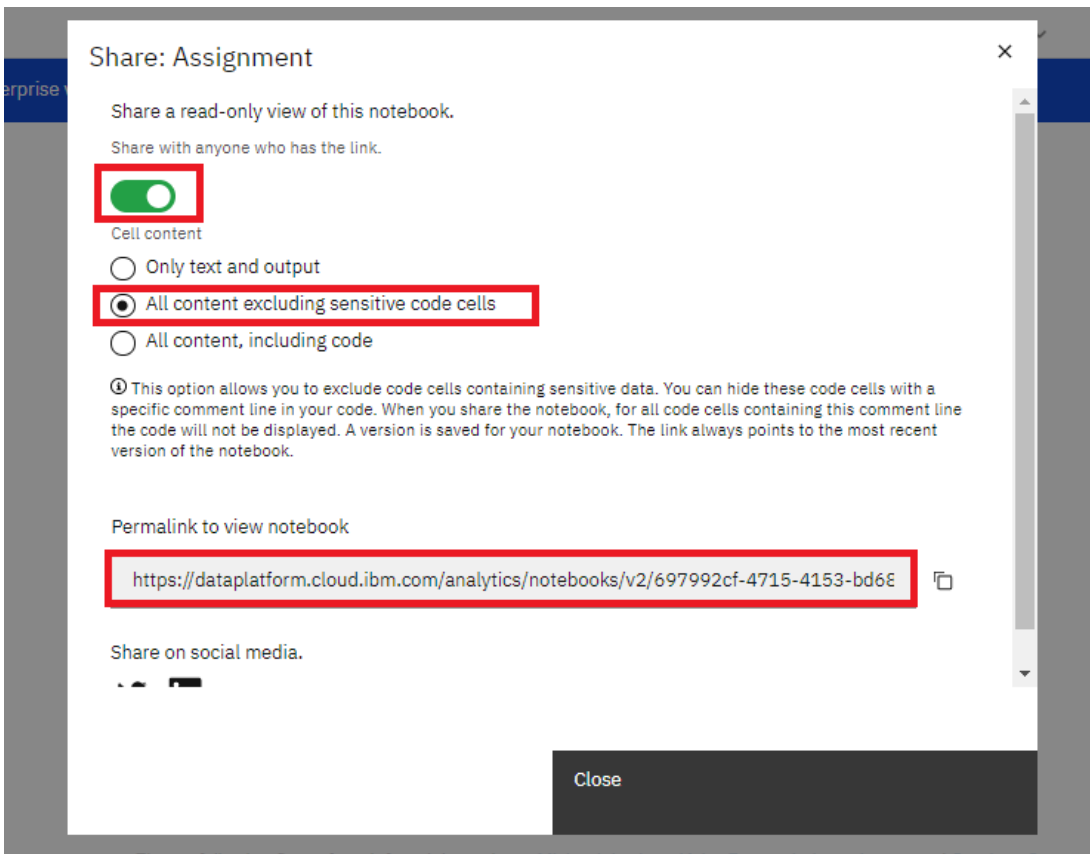 Share: Assignment
erprise
Share a read-only view of this notebook.
Share with anyone who has the link.
Cell content
Only text and output
All content excluding sensitive code cells
All content, including code
This option allows you to exclude code cells containing sensitive data. You can hide these code cells with a
specific comment line in your code. When you share the notebook, for all code cells containing this comment line
the code will not be displayed. A version is saved for your notebook. The link always points to the most recent
version of the notebook.
Permalink to view notebook
https://dataplatform.cloud.ibm.com/analytics/notebooks/v2/697992cf-4715-4153-bd68
Share on social media.
Close